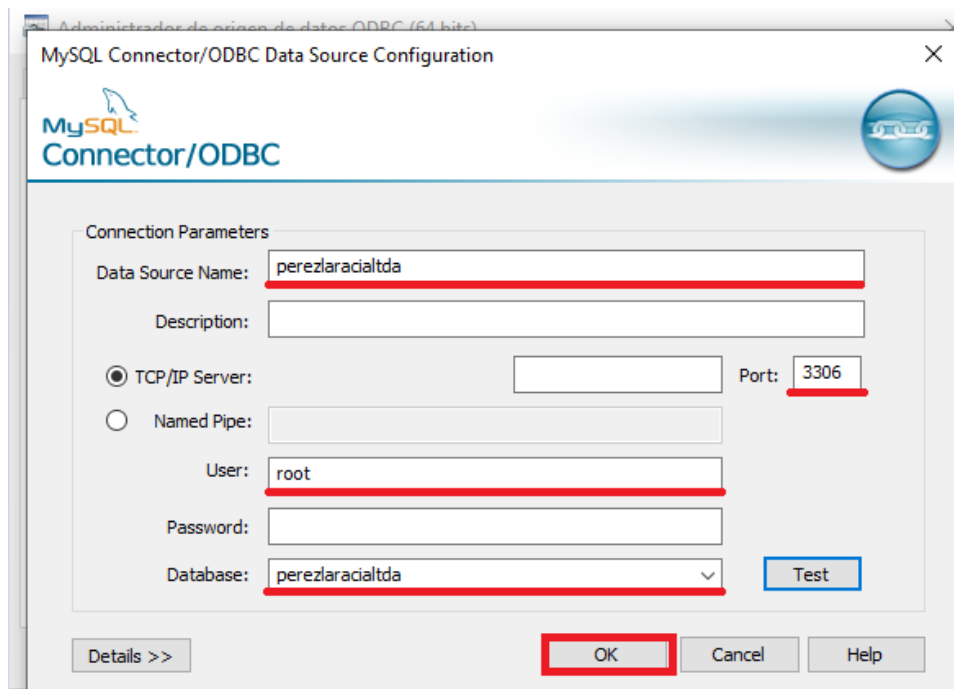 Administrador de origen de datos ODBC (64 bits)
MySQL Connector/ODBC Data Source Configuration
MySQL
Connector/ODBC
Connection Parameters
Data Source Name: perezlaracialtda
Description:
TCP/IP Server: Port: 3306
Named Pipe:
User: root
Password:
Database: perezlaracialtda Test
Details >> OK Cancel Help